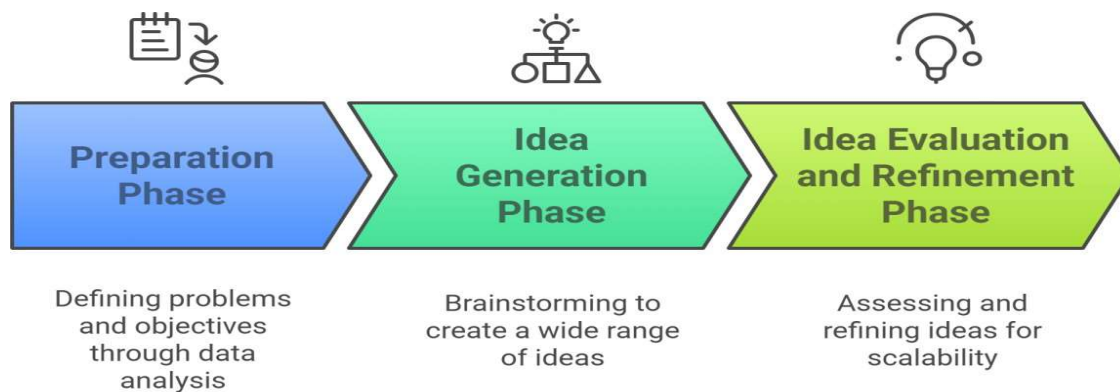 Preparation
Phase
Idea
Generation
Phase
Idea Evaluation
and Refinement
Phase
Defining problems
and objectives
through data
analysis
Brainstorming to
create a wide range
of ideas
Assessing and
refining ideas for
scalability